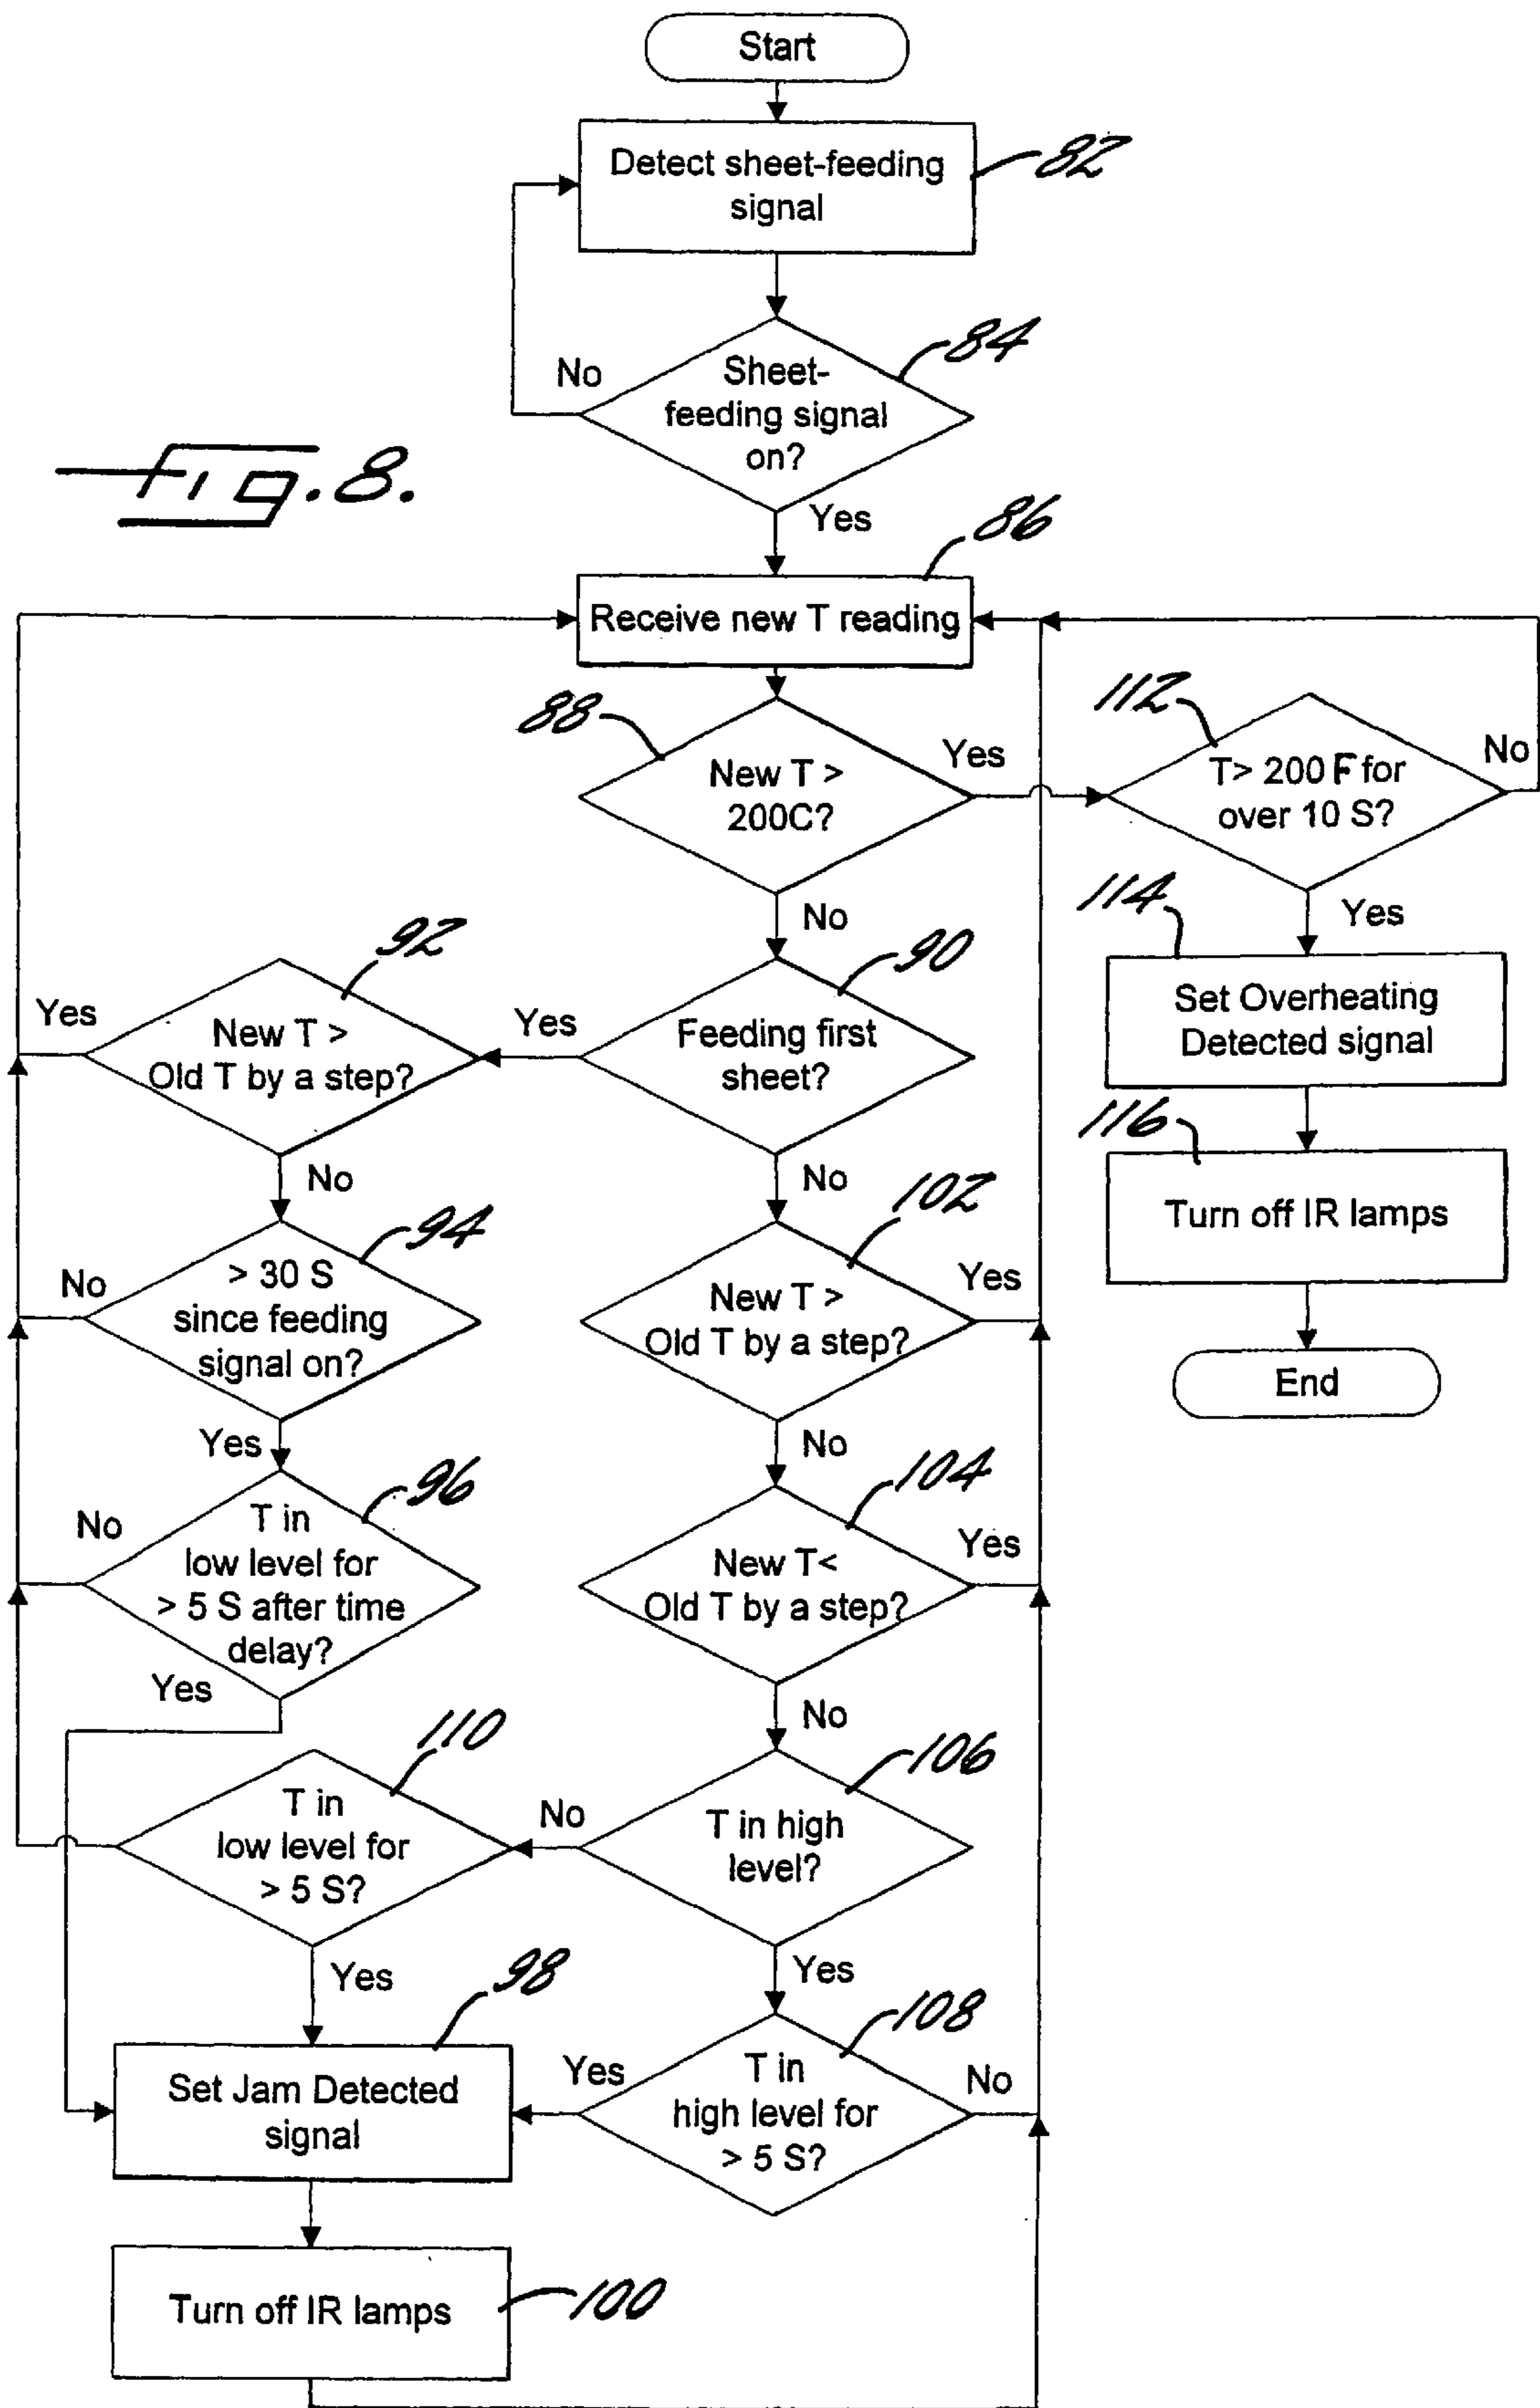 Start
Detect sheet-feeding
signal
82
No
Sheet-
feeding signal
on?
84
Fig. 8.
Yes
86
Receive new T reading
88
New T >
200C?
Yes
112
T> 200 F for
over 10 S?
No
No
Yes
114
Set Overheating
Detected signal
92
90
Yes
New T >
Old T by a step?
Yes
Feeding first
sheet?
116
Turn off IR lamps
No
No
94
102
No
> 30 S
since feeding
signal on?
New T >
Old T by a step?
Yes
End
Yes
No
96
104
No
T in
low level for
> 5 S after time
delay?
New T<
Old T by a step?
Yes
Yes
No
110
106
T in
low level for
> 5 S?
No
T in high
level?
Yes
Yes
98
108
Set Jam Detected
signal
Yes
T in
high level for
> 5 S?
No
Turn off IR lamps
100